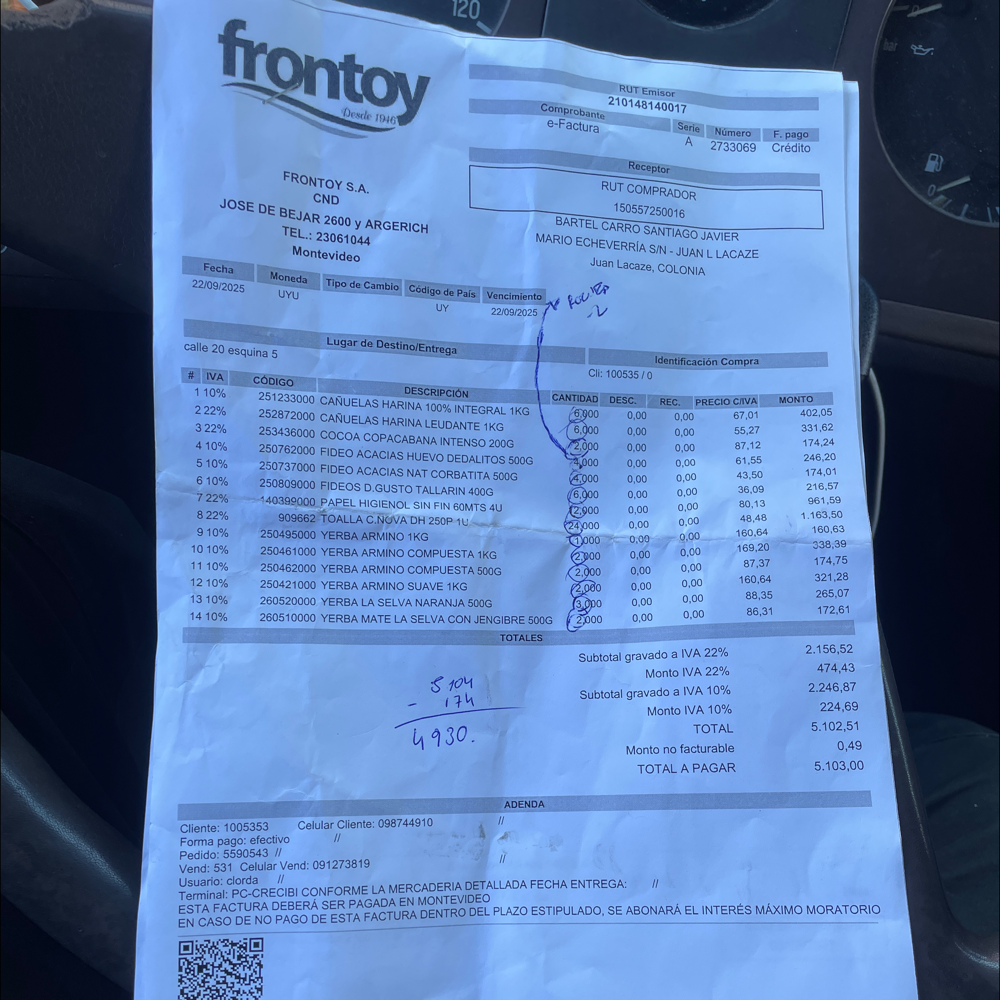 120
frontoy
Desde 1946
RUT Emisor
210148140017
Comprobante Serie Número F. pago
e-Factura A 2733069 Crédito
Receptor
RUT COMPRADOR
150557250016
BARTEL CARRO SANTIAGO JAVIER
MARIO ECHEVERRÍA S/N - JUAN L LACAZE
Juan Lacaze, COLONIA
FRONTOY S.A.
CND
JOSE DE BEJAR 2600 y ARGERICH
TEL.: 23061044
Montevideo
Fecha Moneda Tipo de Cambio Código de País Vencimiento
22/09/2025 UYU UY 22/09/2025
Lugar de Destino/Entrega
calle 20 esquina 5
Identificación Compra
Cli: 100535 / 0
# IVA CÓDIGO DESCRIPCIÓN CANTIDAD DESC. REC. PRECIO C/IVA MONTO
1 10% 251233000 CAÑUELAS HARINA 100% INTEGRAL 1KG 6,000 0,00 0,00 67,01 402,05
2 22% 252872000 CAÑUELAS HARINA LEUDANTE 1KG 6,000 0,00 0,00 55,27 331,62
3 22% 253436000 COCOA COPACABANA INTENSO 200G 2,000 0,00 0,00 87,12 174,24
4 10% 250762000 FIDEO ACACIAS HUEVO DEDALITOS 500G 4,000 0,00 0,00 61,55 246,20
5 10% 250737000 FIDEO ACACIAS NAT CORBATITA 500G 4,000 0,00 0,00 43,50 174,01
6 10% 250809000 FIDEOS D.GUSTO TALLARIN 400G 6,000 0,00 0,00 36,09 216,57
7 22% 140399000 PAPEL HIGIENOL SIN FIN 60MTS 4U 0,00 0,00 80,13 961,59
8 22% 909662 TOALLA C.NOVA DH 250P 1U 24,000 0,00 0,00 48,48 1.163,50
9 10% 250495000 YERBA ARMINO 1KG 1,000 0,00 0,00 160,64 160,63
10 10% 250461000 YERBA ARMINO COMPUESTA 1KG 2,000 0,00 0,00 169,20 338,39
11 10% 250462000 YERBA ARMINO COMPUESTA 500G 2,000 0,00 0,00 87,37 174,75
12 10% 250421000 YERBA ARMINO SUAVE 1KG 2,000 0,00 0,00 160,64 321,28
13 10% 260520000 YERBA LA SELVA NARANJA 500G 3,000 0,00 0,00 88,35 265,07
14 10% 260510000 YERBA MATE LA SELVA CON JENGIBRE 500G 2,000 0,00 0,00 86,31 172,61
TOTALES
Subtotal gravado a IVA 22% 2.156,52
Monto IVA 22% 474,43
Subtotal gravado a IVA 10% 2.246,87
Monto IVA 10% 224,69
TOTAL 5.102,51
Monto no facturable 0,49
TOTAL A PAGAR 5.103,00
5104
- 174
4930.
ADENDA
Cliente: 1005353 Celular Cliente: 098744910 //
Forma pago: efectivo //
Pedido: 5590543 //
Vend: 531 Celular Vend: 091273819 //
Usuario: clorda //
Terminal: PC-CRECIBI CONFORME LA MERCADERIA DETALLADA FECHA ENTREGA: //
ESTA FACTURA DEBERÁ SER PAGADA EN MONTEVIDEO
EN CASO DE NO PAGO DE ESTA FACTURA DENTRO DEL PLAZO ESTIPULADO, SE ABONARÁ EL INTERÉS MÁXIMO MORATORIO